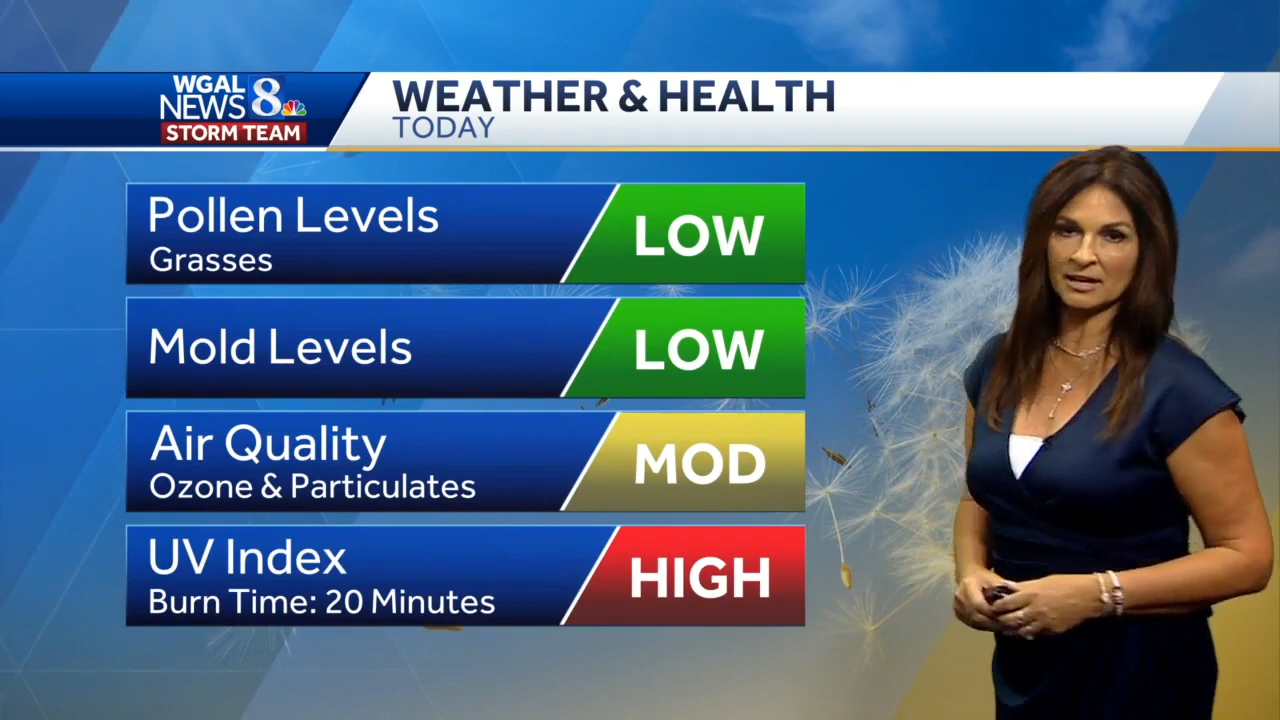 WGAL
NEWS 8
STORM TEAM
WEATHER & HEALTH
TODAY
Pollen Levels
Grasses
LOW
Mold Levels
LOW
Air Quality
Ozone & Particulates
MOD
UV Index
Burn Time: 20 Minutes
HIGH